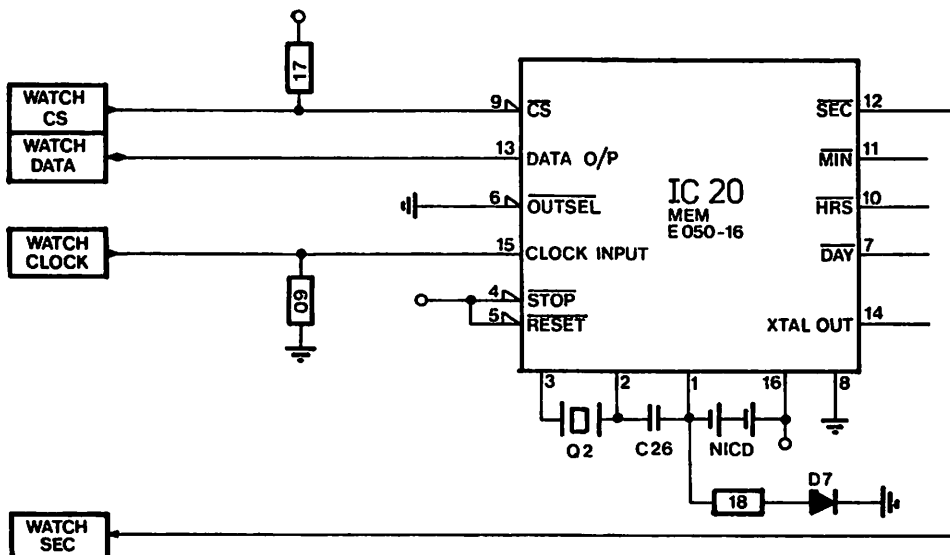 17
WATCH
CS
9
CS
SEC
12
WATCH
DATA
13
DATA O/P
MIN
11
IC 20
MEM
E050-16
6
OUTSEL
HRS
10
WATCH
CLOCK
15
CLOCK INPUT
DAY
7
09
4
STOP
5
RESET
XTAL OUT
14
3
2
1
16
8
Q2
C26
NICD
D7
18
WATCH
SEC